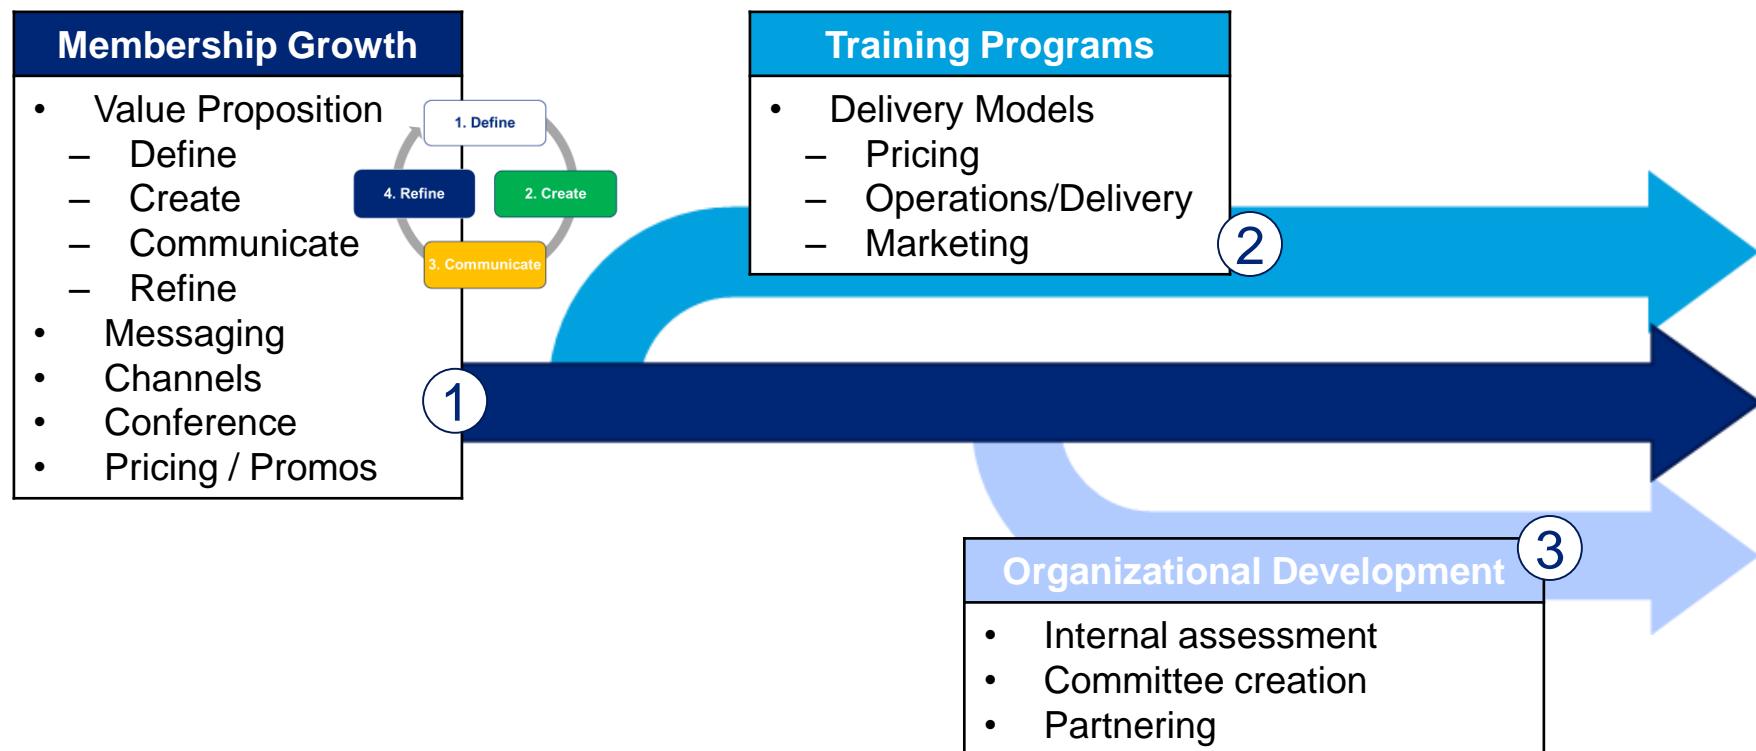 Membership Growth
• Value Proposition
– Define
– Create
– Communicate
– Refine
• Messaging
• Channels
• Conference
• Pricing / Promos
1. Define
2. Create
3. Communicate
4. Refine
1
Training Programs
• Delivery Models
– Pricing
– Operations/Delivery
– Marketing
2
Organizational Development
3
• Internal assessment
• Committee creation
• Partnering